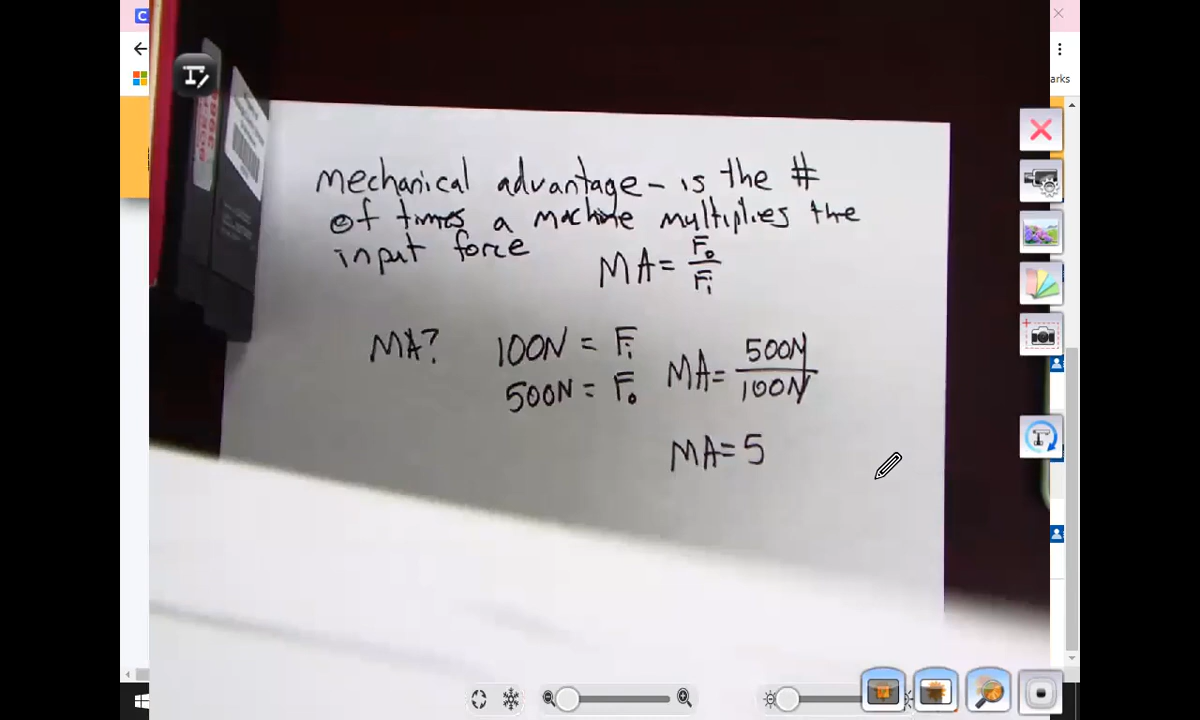 Mechanical advantage - is the #
of times a machine multiplies the
input force
MA = Fo/Fi
MA?
100N = Fi
500N = Fo
MA = 500N/100N
MA = 5
arks